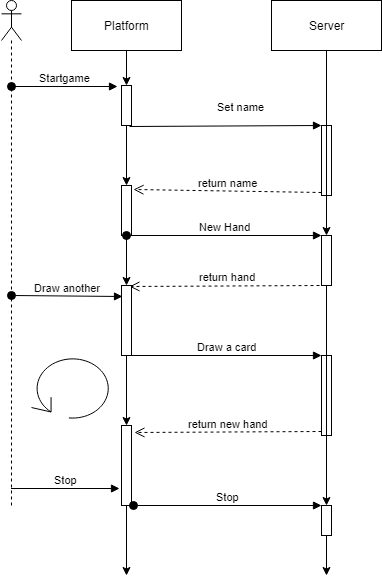 Platform
Server
Startgame
Set name
return name
New Hand
return hand
Draw another
Draw a card
return new hand
Stop
Stop